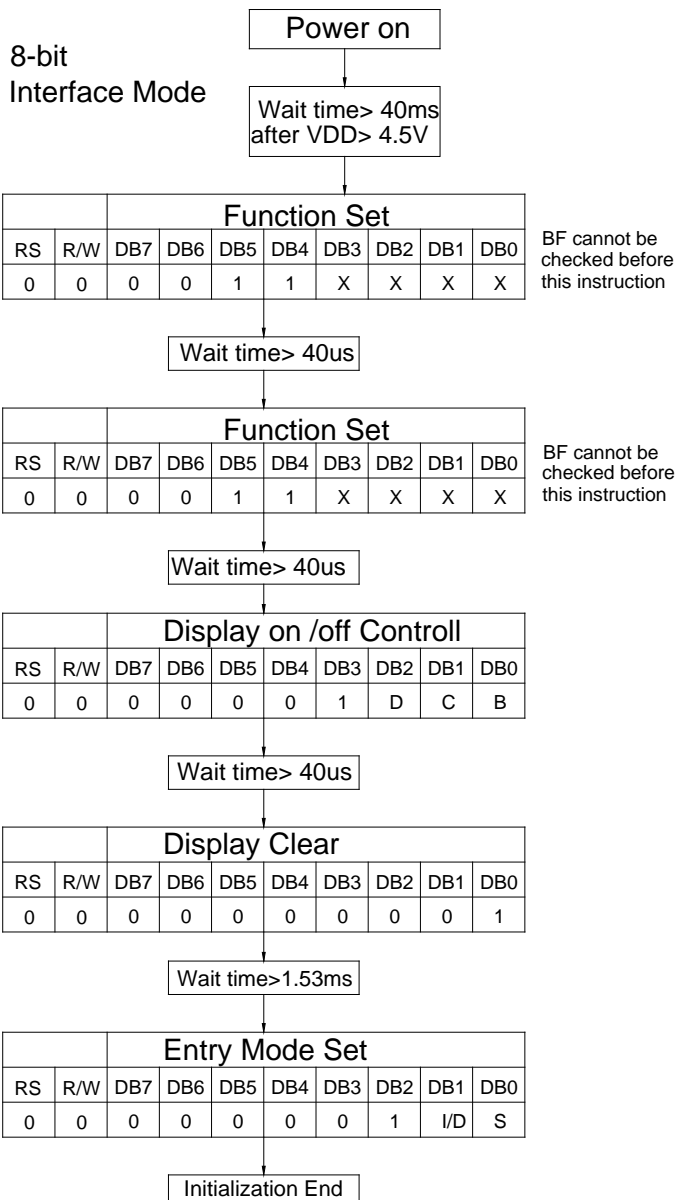 Power on
8-bit
Interface Mode
Wait time> 40ms
after VDD> 4.5V
Function Set
RS R/W DB7 DB6 DB5 DB4 DB3 DB2 DB1 DB0
0 0 0 0 1 1 X X X X
BF cannot be
checked before
this instruction
Wait time> 40us
Function Set
RS R/W DB7 DB6 DB5 DB4 DB3 DB2 DB1 DB0
0 0 0 0 1 1 X X X X
BF cannot be
checked before
this instruction
Wait time> 40us
Display on /off Controll
RS R/W DB7 DB6 DB5 DB4 DB3 DB2 DB1 DB0
0 0 0 0 0 0 1 D C B
Wait time> 40us
Display Clear
RS R/W DB7 DB6 DB5 DB4 DB3 DB2 DB1 DB0
0 0 0 0 0 0 0 0 0 1
Wait time>1.53ms
Entry Mode Set
RS R/W DB7 DB6 DB5 DB4 DB3 DB2 DB1 DB0
0 0 0 0 0 0 0 1 I/D S
Initialization End